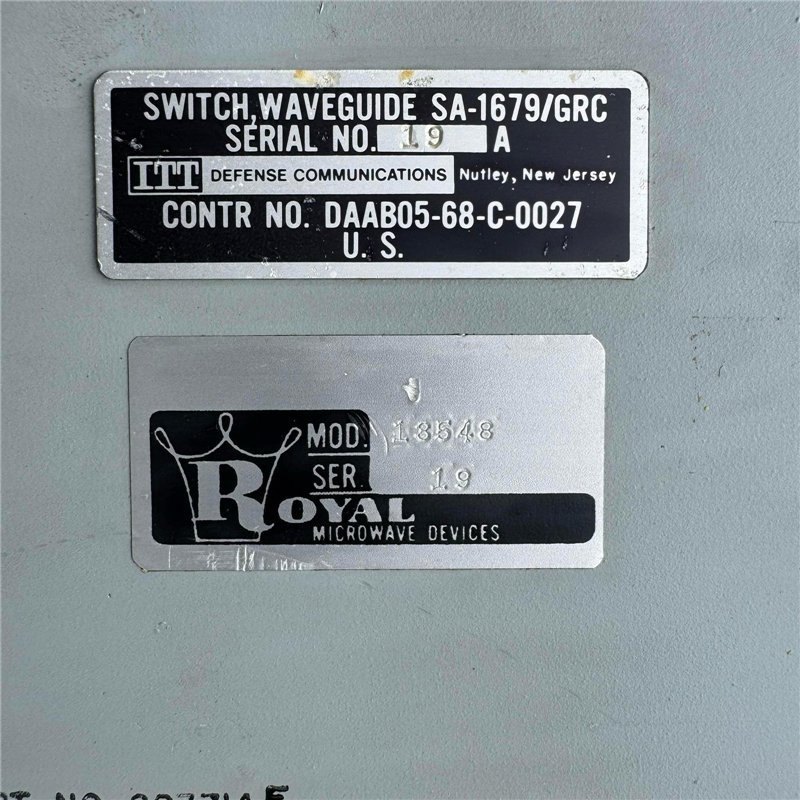 SWITCH,WAVEGUIDE SA-1679/GRC
SERIAL NO. 19 A
ITT DEFENSE COMMUNICATIONS Nutley, New Jersey
CONTR NO. DAAB05-68-C-0027
U. S.
MOD. 13548
SER. 19
ROYAL
MICROWAVE DEVICES
NO